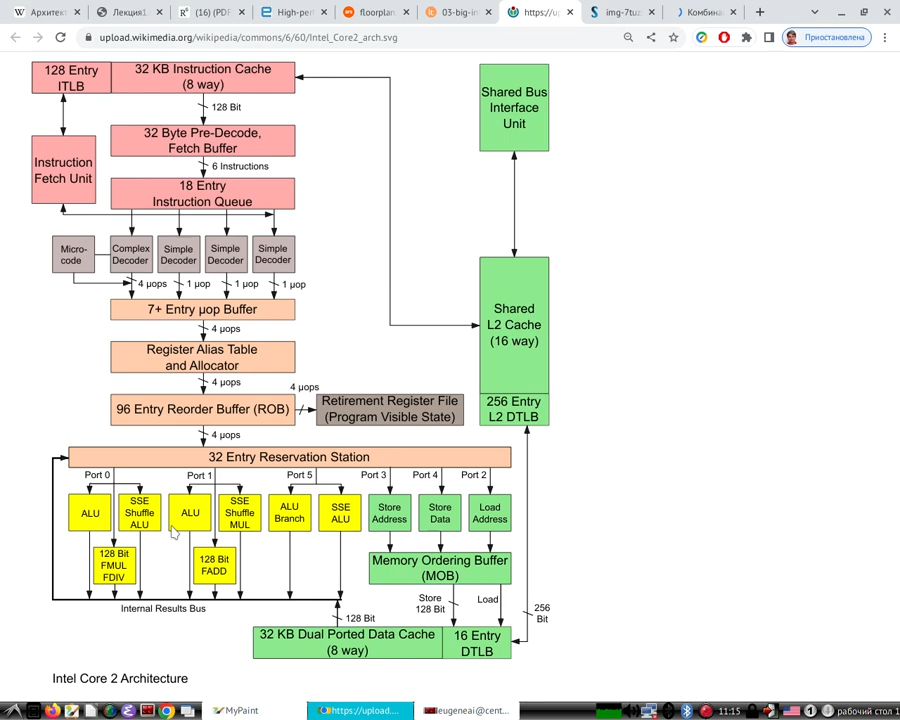 Архитект
Лекция1
(16) (PDF
High-per
floorplan
03-big-in
https://u
img-7tuz
Комбина
upload.wikimedia.org/wikipedia/commons/6/60/Intel_Core2_arch.svg
Приостановлена
128 Entry
ITLB
32 KB Instruction Cache
(8 way)
128 Bit
32 Byte Pre-Decode,
Fetch Buffer
Instruction
Fetch Unit
6 Instructions
18 Entry
Instruction Queue
Micro-
code
Complex
Decoder
Simple
Decoder
Simple
Decoder
Simple
Decoder
4 µops
1 µop
1 µop
1 µop
7+ Entry µop Buffer
4 µops
Register Alias Table
and Allocator
4 µops
4 µops
96 Entry Reorder Buffer (ROB)
Retirement Register File
(Program Visible State)
4 µops
Shared Bus
Interface
Unit
Shared
L2 Cache
(16 way)
256 Entry
L2 DTLB
32 Entry Reservation Station
Port 0
Port 1
Port 5
Port 3
Port 4
Port 2
ALU
SSE
Shuffle
ALU
ALU
SSE
Shuffle
MUL
ALU
Branch
SSE
ALU
Store
Address
Store
Data
Load
Address
128 Bit
FMUL
FDIV
128 Bit
FADD
Memory Ordering Buffer
(MOB)
Internal Results Bus
Store
128 Bit
Load
256
Bit
128 Bit
32 KB Dual Ported Data Cache
(8 way)
16 Entry
DTLB
Intel Core 2 Architecture
MyPaint
https://upload....
eugeneai@cent...
11:15
1
рабочий стол 1